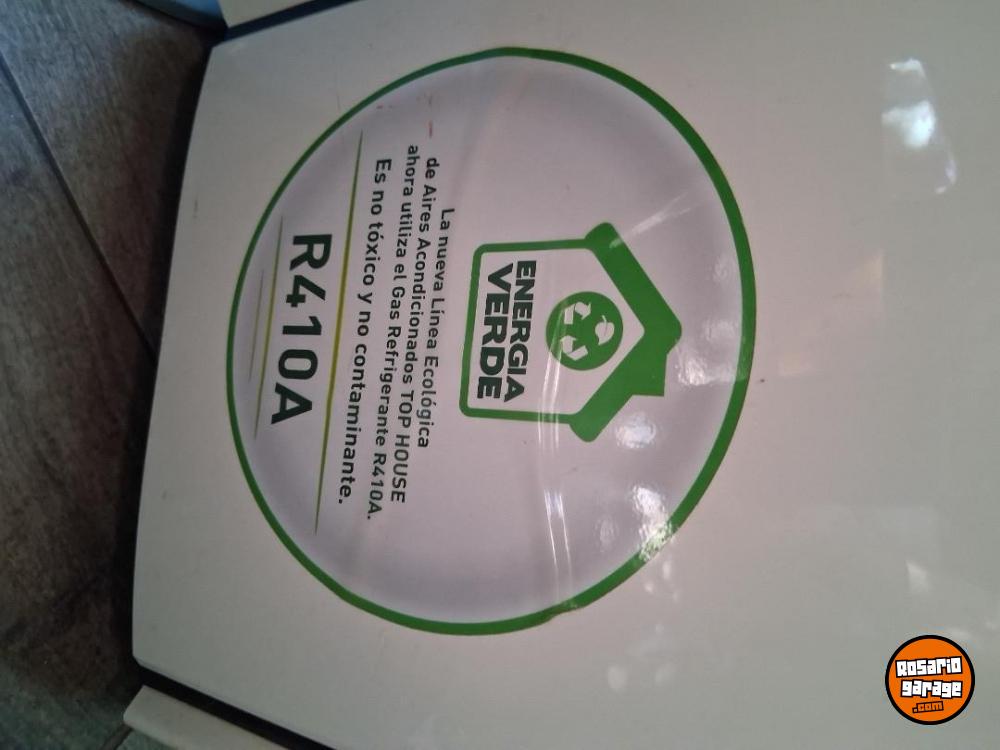 ENERGIA
VERDE
La nueva Línea Ecológica
de Aires Acondicionados TOP HOUSE
ahora utiliza el Gas Refrigerante R410A.
Es no tóxico y no contaminante.
R410A
ROSARIO
GARAGE
.COM